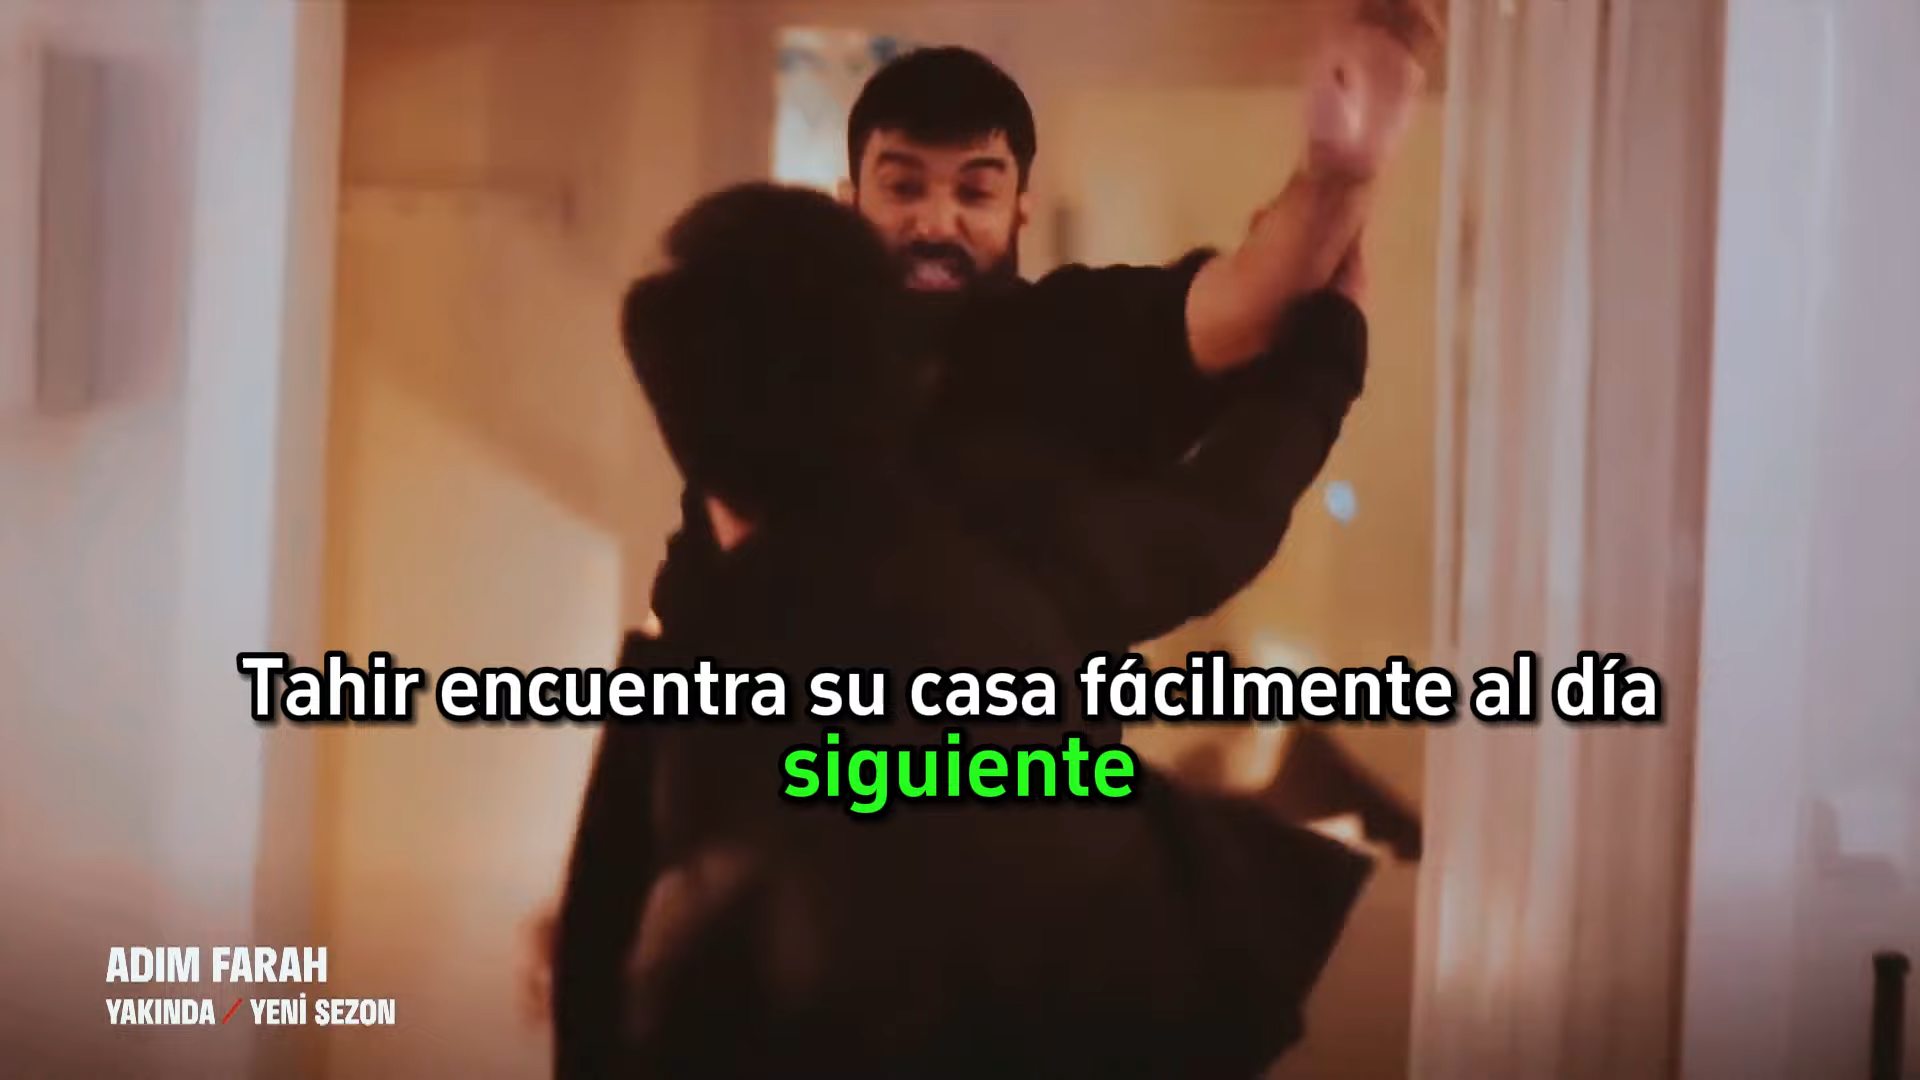 Tahir encuentra su casa fácilmente al día
siguiente
ADIM FARAH
YAKINDA / YENİ SEZON